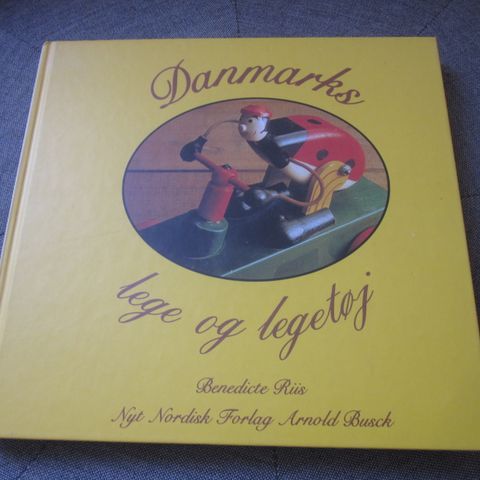 Danmarks
lege og legetøj
Benedicte Riis
Nyt Nordisk Forlag Arnold Busck